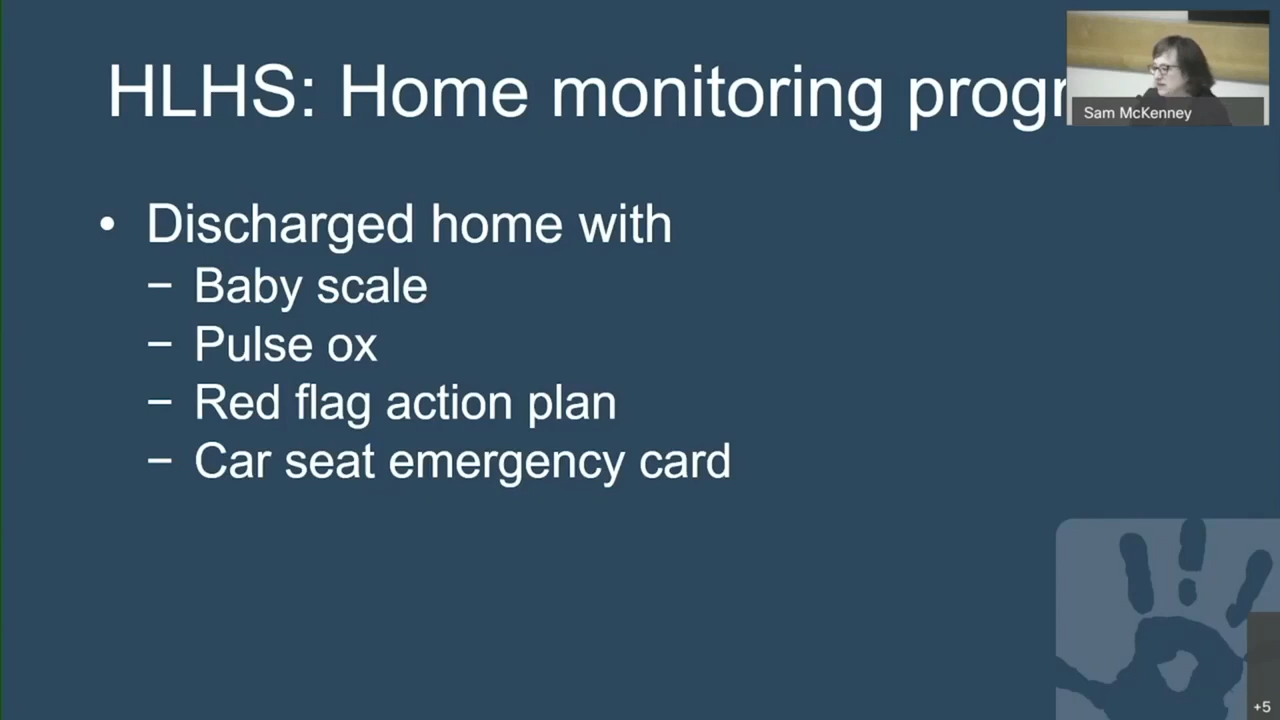 HLHS: Home monitoring progr
Sam McKenney
• Discharged home with
– Baby scale
– Pulse ox
– Red flag action plan
– Car seat emergency card
+5